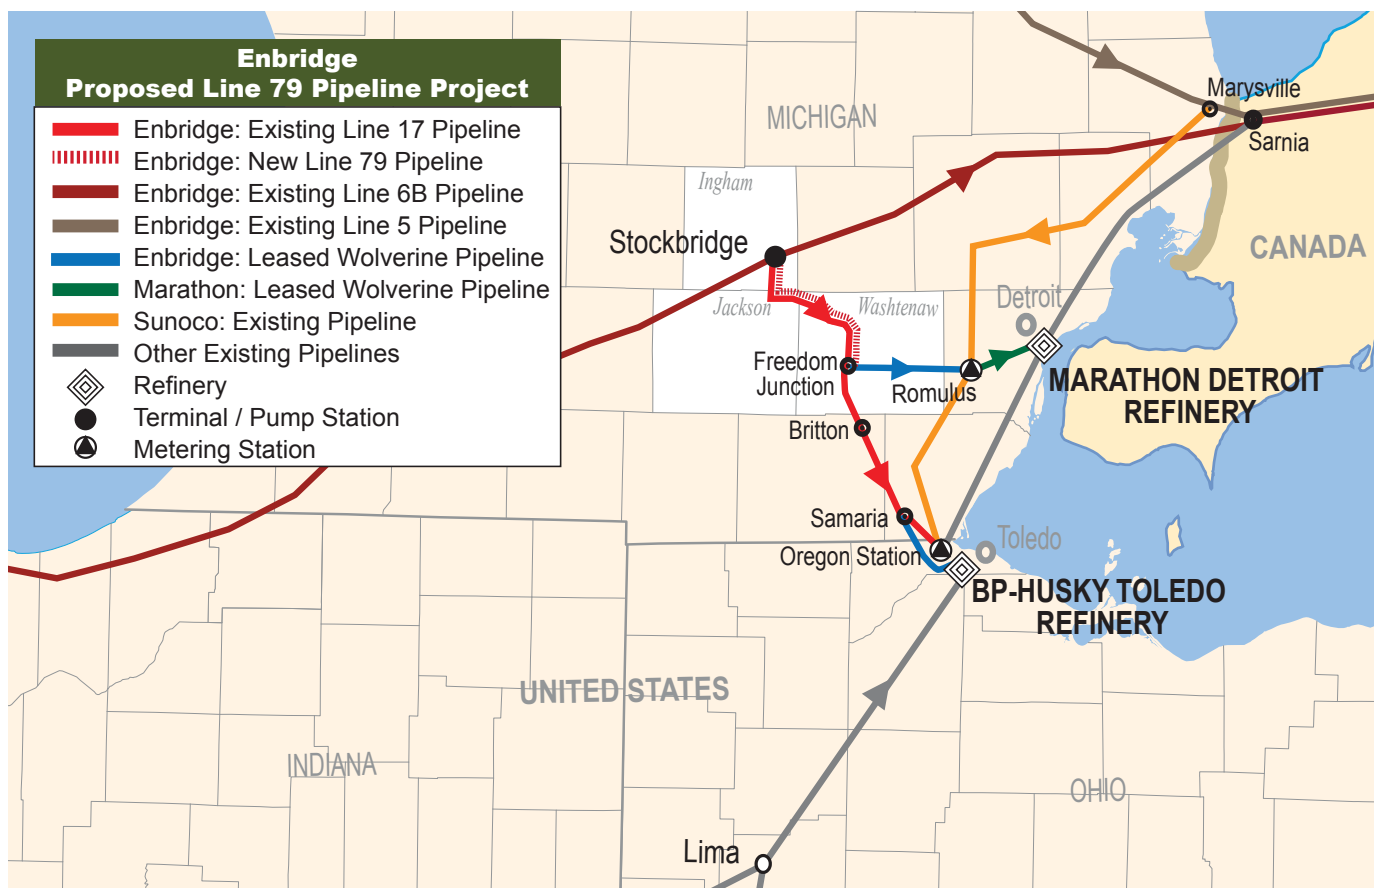 Enbridge
Proposed Line 79 Pipeline Project
Enbridge: Existing Line 17 Pipeline
Enbridge: New Line 79 Pipeline
Enbridge: Existing Line 6B Pipeline
Enbridge: Existing Line 5 Pipeline
Enbridge: Leased Wolverine Pipeline
Marathon: Leased Wolverine Pipeline
Sunoco: Existing Pipeline
Other Existing Pipelines
Refinery
Terminal / Pump Station
Metering Station
MICHIGAN
Marysville
Sarnia
Ingham
Stockbridge
CANADA
Jackson
Washtenaw
Detroit
Freedom
Junction
Romulus
MARATHON DETROIT
REFINERY
Britton
Samaria
Toledo
Oregon Station
BP-HUSKY TOLEDO
REFINERY
UNITED STATES
INDIANA
OHIO
Lima